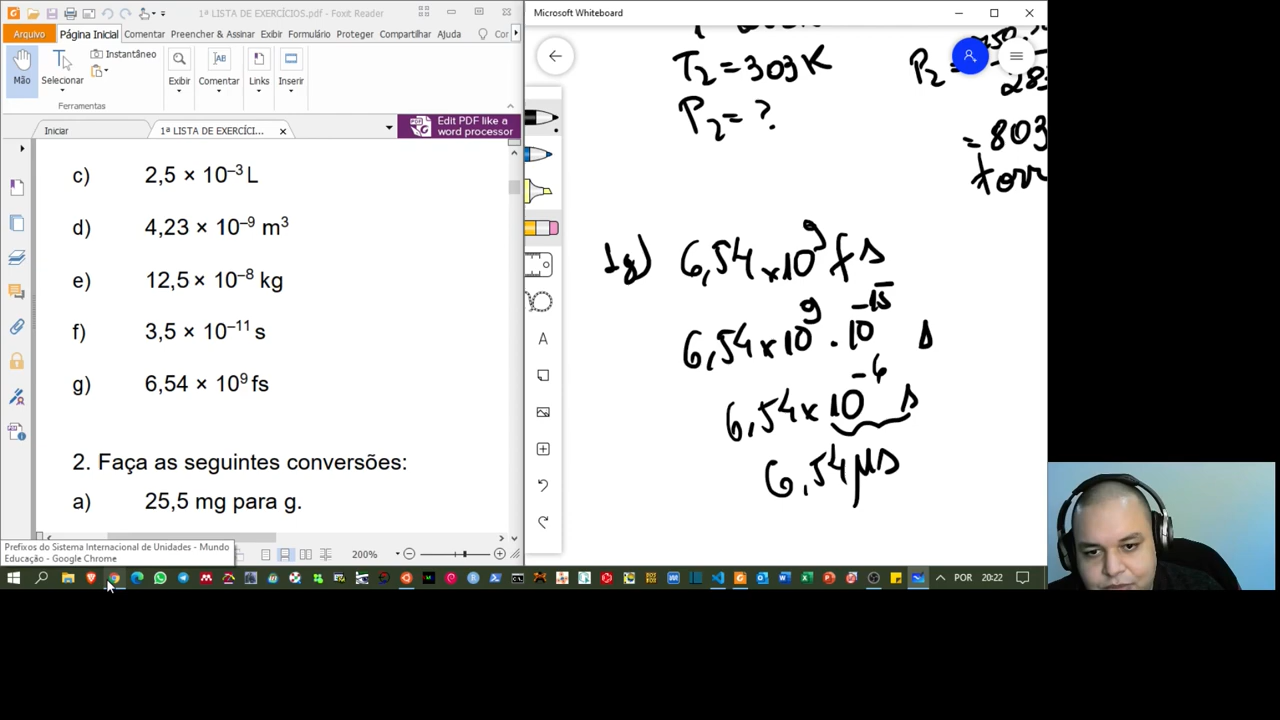 1ª LISTA DE EXERCÍCIOS.pdf - Foxit Reader
Arquivo Página Inicial Comentar Preencher & Assinar Exibir Formulário Proteger Compartilhar Ajuda Co
Mão
Selecionar
Instantâneo
Exibir
Comentar
Links
Inserir
Ferramentas
Iniciar
1ª LISTA DE EXERCÍCI...
Edit PDF like a
word processor
c) 2,5 × 10⁻³ L
d) 4,23 × 10⁻⁹ m³
e) 12,5 × 10⁻⁸ kg
f) 3,5 × 10⁻¹¹ s
g) 6,54 × 10⁹ fs
2. Faça as seguintes conversões:
a) 25,5 mg para g.
Prefixos do Sistema Internacional de Unidades - Mundo
Educação - Google Chrome
200%
Microsoft Whiteboard
T₂ = 303 K
P₂ = ?
P₂ =
= 803
torr
1g) 6,54 × 10⁹ fs
6,54 × 10⁹ . 10⁻¹⁵ s
6,54 × 10⁻⁶ s
6,54 μs
POR 20:22